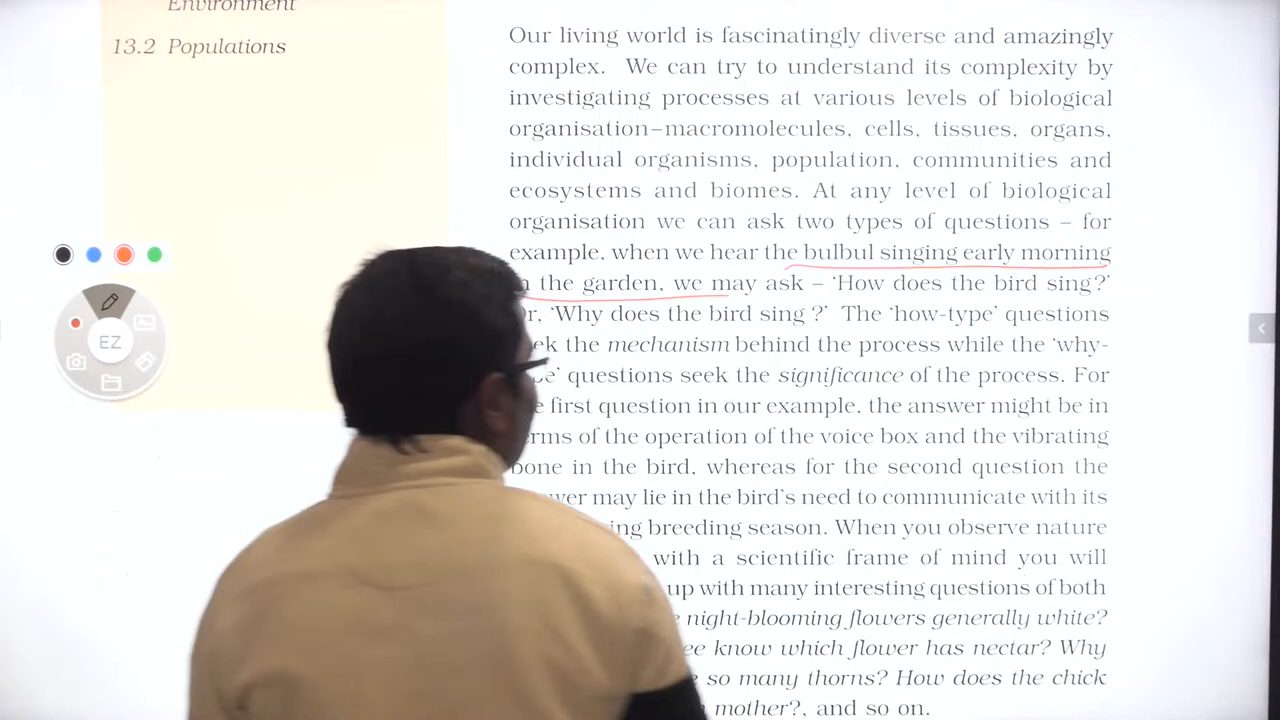 Environment
13.2 Populations
Our living world is fascinatingly diverse and amazingly
complex. We can try to understand its complexity by
investigating processes at various levels of biological
organisation–macromolecules, cells, tissues, organs,
individual organisms, population, communities and
ecosystems and biomes. At any level of biological
organisation we can ask two types of questions – for
example, when we hear the bulbul singing early morning
the garden, we may ask – ‘How does the bird sing?’
‘Why does the bird sing ?’ The ‘how-type’ questions
the mechanism behind the process while the ‘why-
questions seek the significance of the process. For
first question in our example, the answer might be in
of the operation of the voice box and the vibrating
bone in the bird, whereas for the second question the
may lie in the bird’s need to communicate with its
breeding season. When you observe nature
with a scientific frame of mind you will
up with many interesting questions of both
night-blooming flowers generally white?
know which flower has nectar? Why
so many thorns? How does the chick
mother?, and so on.
EZ